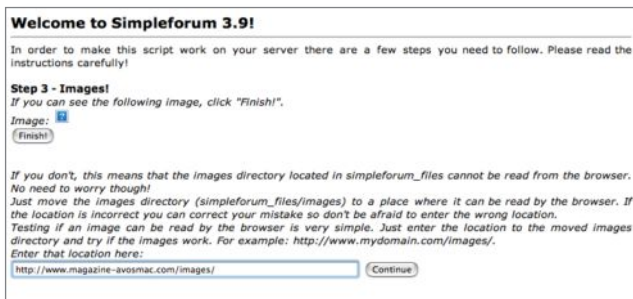 Welcome to Simpleforum 3.9!
In order to make this script work on your server there are a few steps you need to follow. Please read the
instructions carefully!
Step 3 - Images!
If you can see the following image, click "Finish!".
Image: ?
Finish!
If you don't, this means that the images directory located in simpleforum_files cannot be read from the browser.
No need to worry though!
Just move the images directory (simpleforum_files/images) to a place where it can be read by the browser. If
the location is incorrect you can correct your mistake so don't be afraid to enter the wrong location.
Testing if an image can be read by the browser is very simple. Just enter the location to the moved images
directory and try if the images work. For example: http://www.mydomain.com/images/.
Enter that location here:
http://www.magazine-avosmac.com/images/ Continue